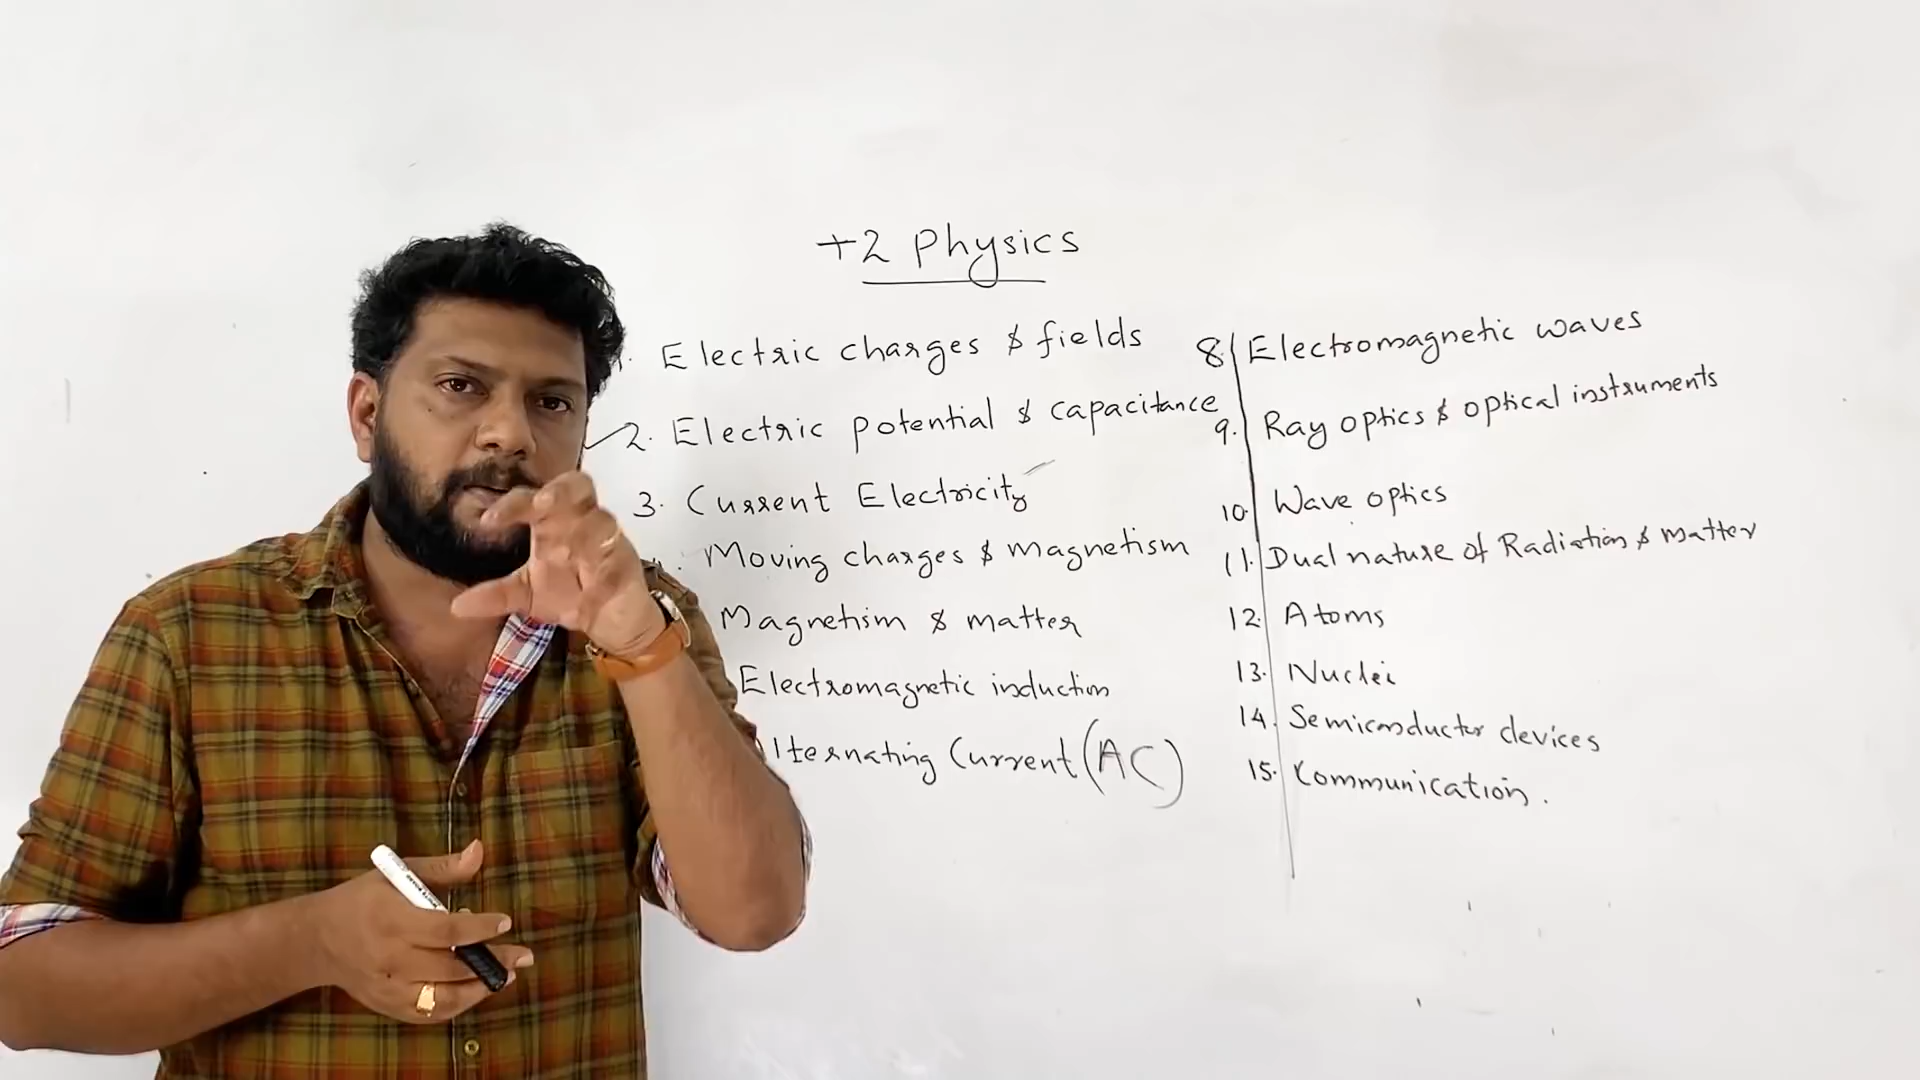 +2 Physics
1. Electric charges & fields
2. Electric potential & capacitance
3. Current Electricity
. Moving charges & magnetism
Magnetism & matter
Electromagnetic induction
lternating Current (AC)
8. Electromagnetic waves
9. Ray optics & optical instruments
10. Wave optics
11. Dual nature of Radiation & matter
12. Atoms
13. Nuclei
14. Semiconductor devices
15. Communication.